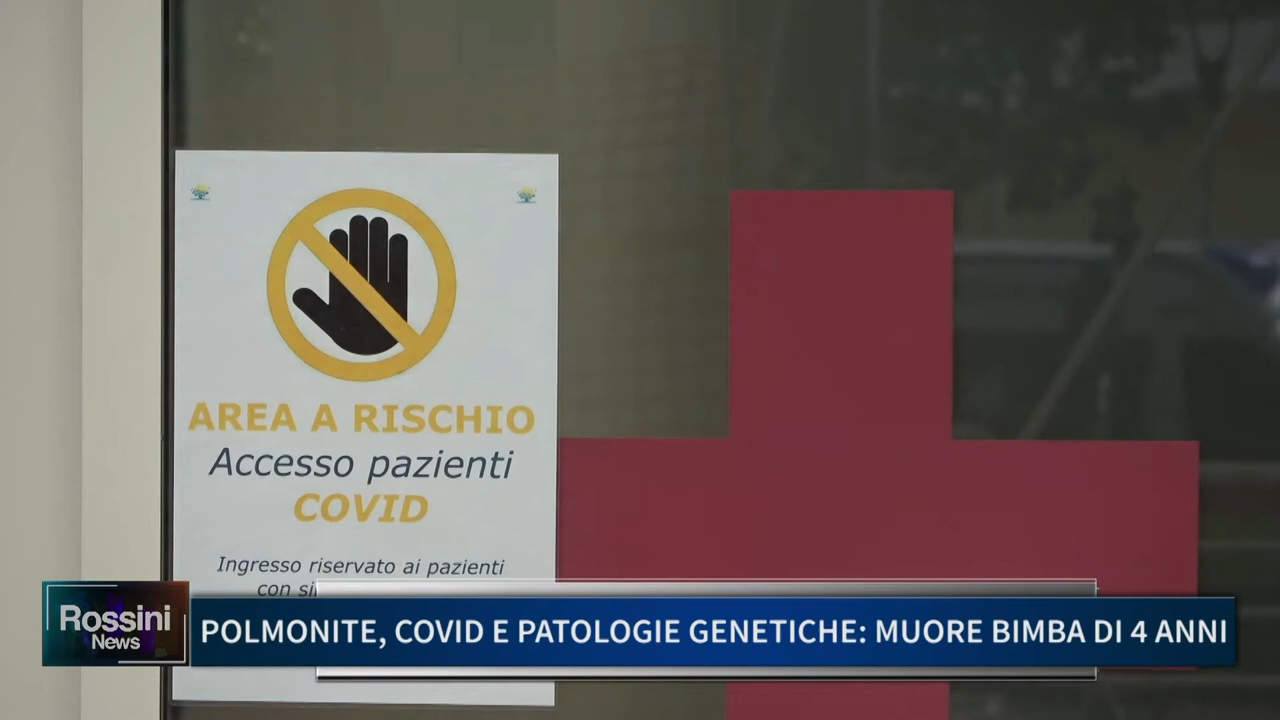 AREA A RISCHIO
Accesso pazienti
COVID
Ingresso riservato ai pazienti
con
Rossini
News
POLMONITE, COVID E PATOLOGIE GENETICHE: MUORE BIMBA DI 4 ANNI